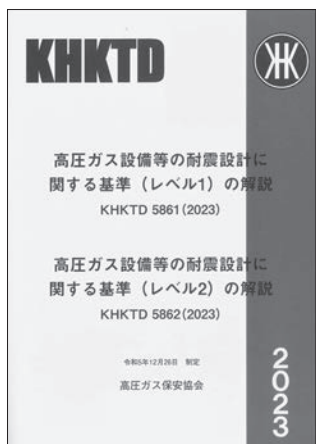 KHKTD
高圧ガス設備等の耐震設計に
関する基準（レベル1）の解説
KHKTD 5861(2023)
高圧ガス設備等の耐震設計に
関する基準（レベル2）の解説
KHKTD 5862(2023)
令和5年12月26日 制定
高圧ガス保安協会
2023